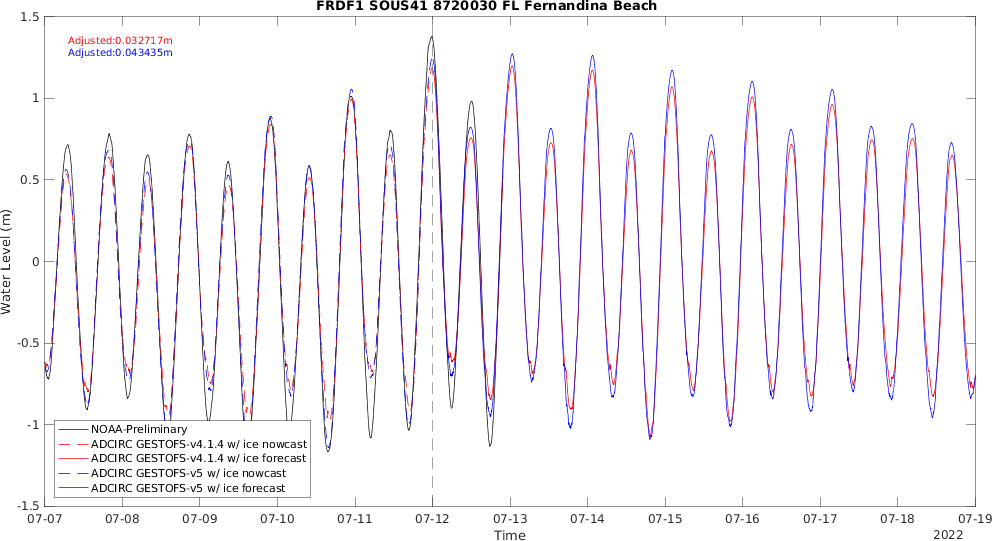 FRDF1 SOUS41 8720030 FL Fernandina Beach
Adjusted:0.032717m
Adjusted:0.043435m
1.5
1
0.5
0
-0.5
-1
-1.5
Water Level (m)
NOAA-Preliminary
ADCIRC GESTOFS-v4.1.4 w/ ice nowcast
ADCIRC GESTOFS-v4.1.4 w/ ice forecast
ADCIRC GESTOFS-v5 w/ ice nowcast
ADCIRC GESTOFS-v5 w/ ice forecast
07-07 07-08 07-09 07-10 07-11 07-12 07-13 07-14 07-15 07-16 07-17 07-18 07-19
Time
2022